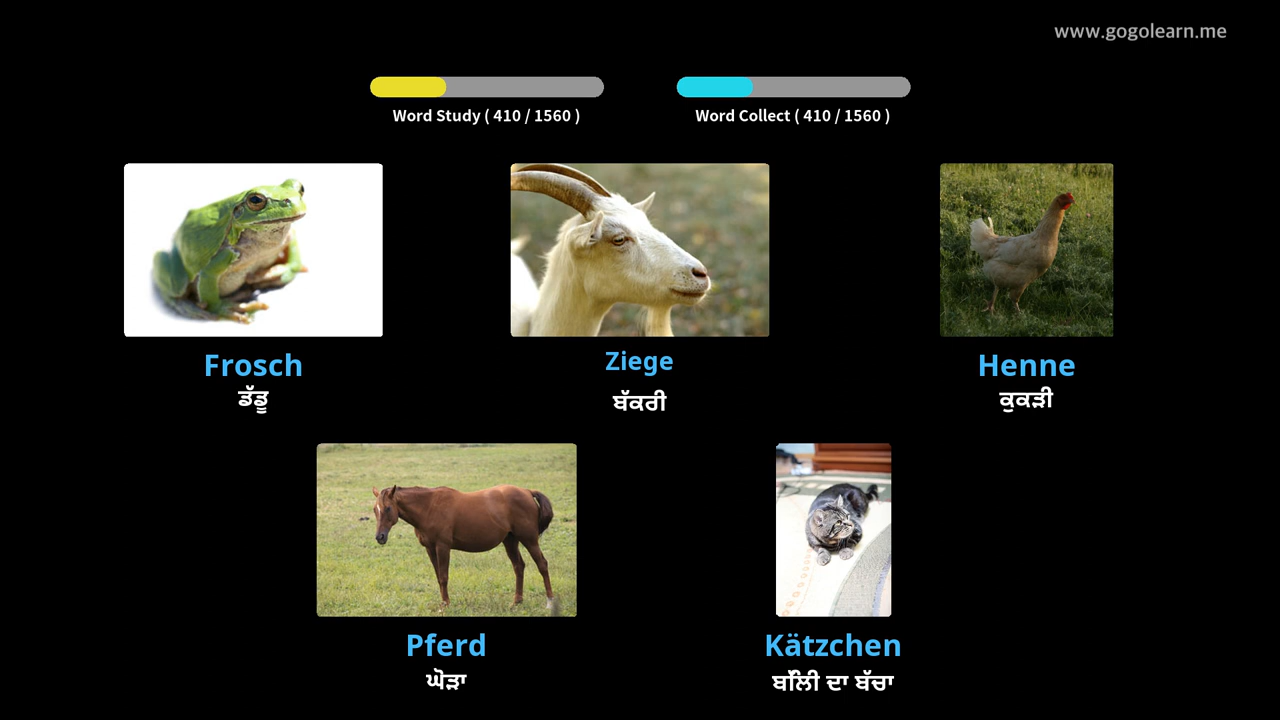 www.gogolearn.me
Word Study ( 410 / 1560 )
Word Collect ( 410 / 1560 )
Frosch
ਡੱਡੂ
Ziege
ਬੱਕਰੀ
Henne
ਕੁਕੜੀ
Pferd
ਘੋੜਾ
Kätzchen
ਬਿੱਲੀ ਦਾ ਬੱਚਾ